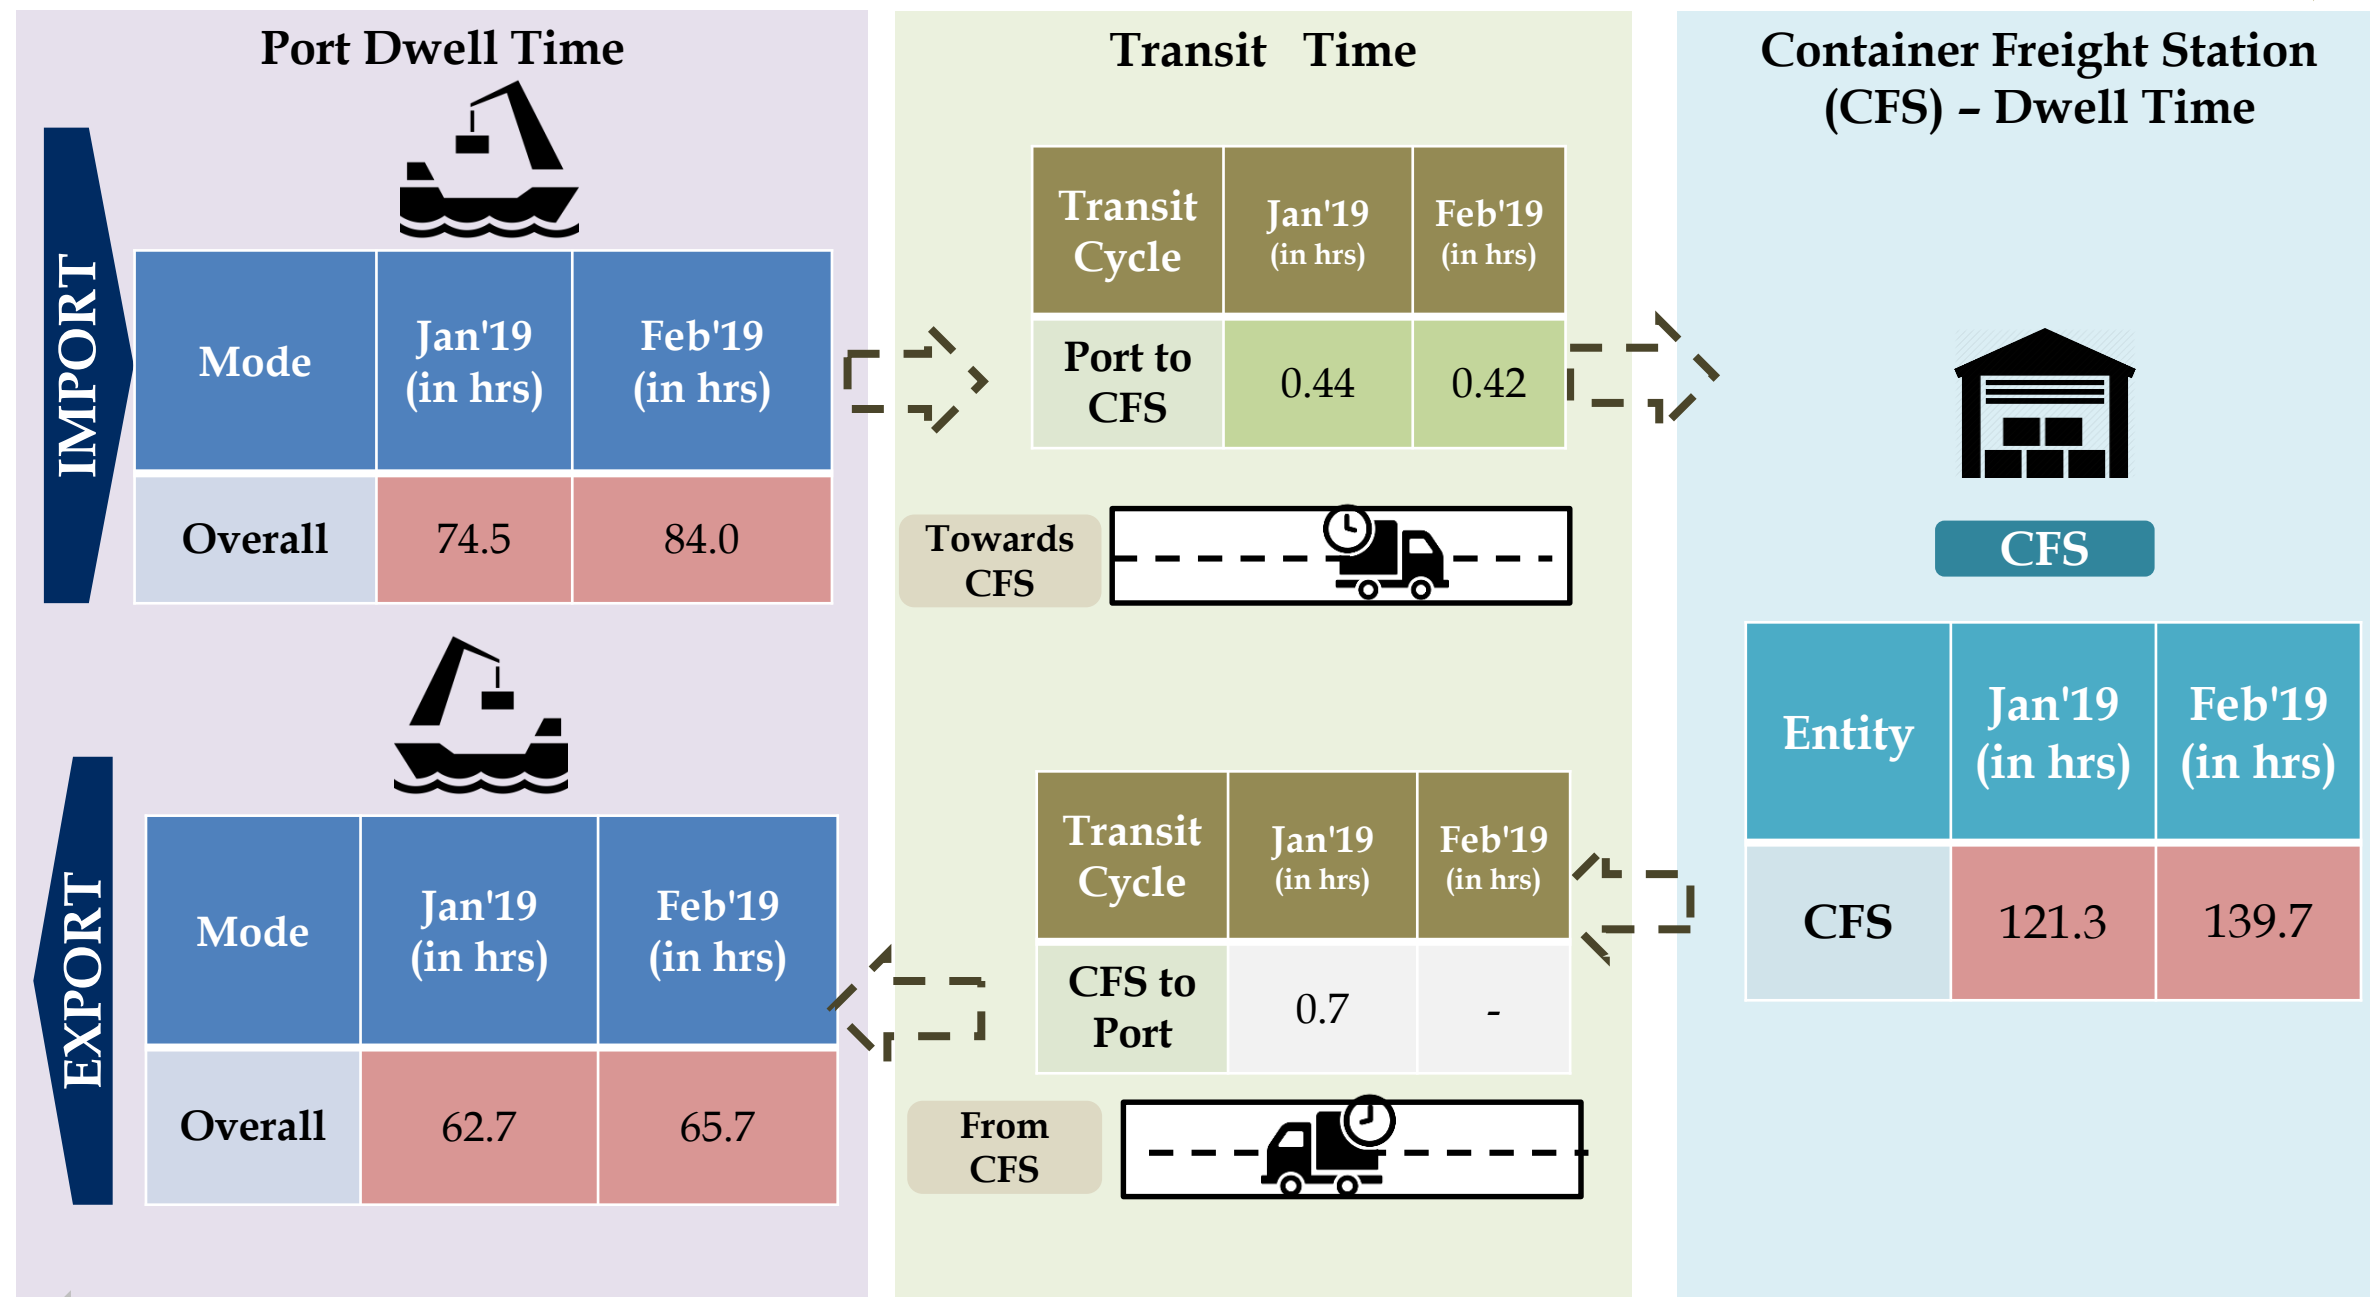 Port Dwell Time
IMPORT
Mode
Jan'19
(in hrs)
Feb'19
(in hrs)
Overall
74.5
84.0
EXPORT
Mode
Jan'19
(in hrs)
Feb'19
(in hrs)
Overall
62.7
65.7
Transit Time
Transit
Cycle
Jan'19
(in hrs)
Feb'19
(in hrs)
Port to
CFS
0.44
0.42
Towards
CFS
Transit
Cycle
Jan'19
(in hrs)
Feb'19
(in hrs)
CFS to
Port
0.7
-
From
CFS
Container Freight Station
(CFS) – Dwell Time
CFS
Entity
Jan'19
(in hrs)
Feb'19
(in hrs)
CFS
121.3
139.7